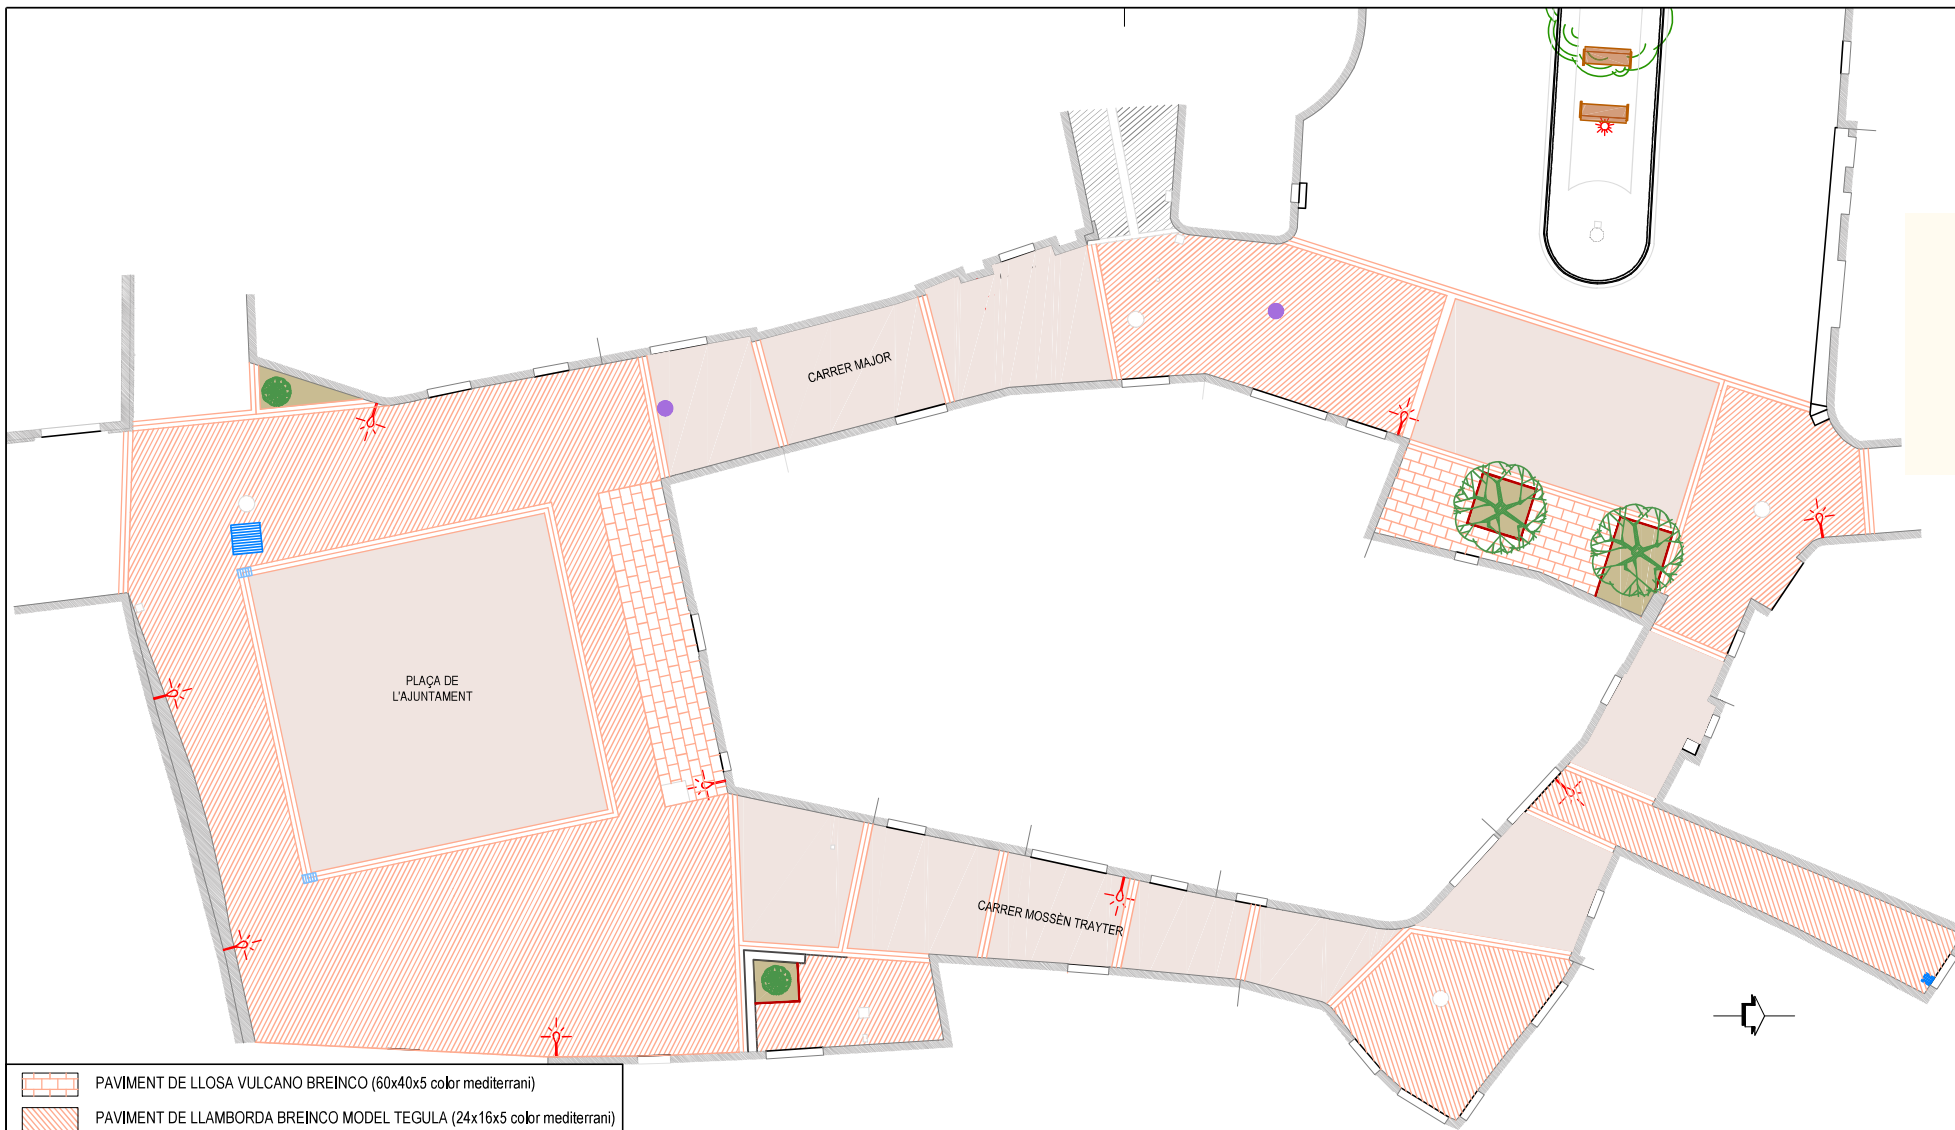 CARRER MAJOR
PLAÇA DE
L'AJUNTAMENT
CARRER MOSSÈN TRAYTER
PAVIMENT DE LLOSA VULCANO BREINCO (60x40x5 color mediterrani)
PAVIMENT DE LLAMBORDA BREINCO MODEL TEGULA (24x16x5 color mediterrani)